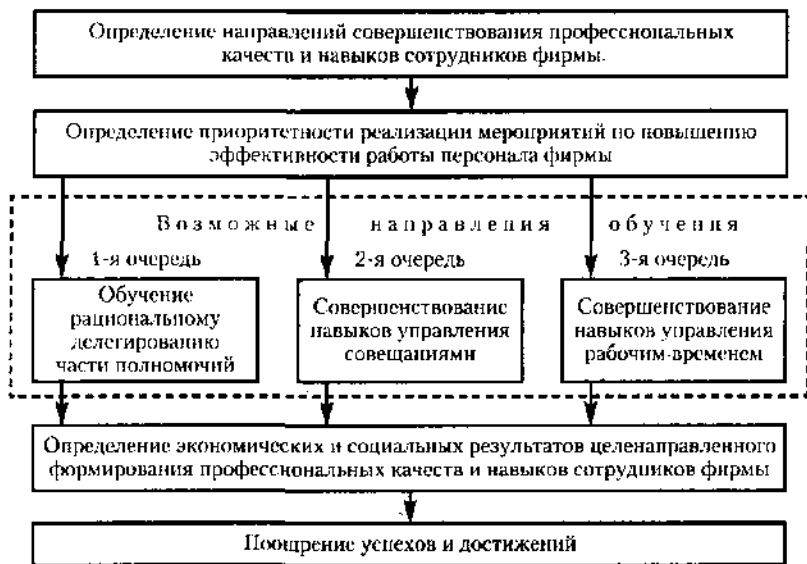 Определение направлений совершенствования профессиональных
качеств и навыков сотрудников фирмы.
Определение приоритетности реализации мероприятий по повышению
эффективности работы персонала фирмы
Возможные направления обучения
1-я очередь
2-я очередь
3-я очередь
Обучение
рациональному
делегированию
части полномочий
Совершенствование
навыков управления
совещаниями
Совершенствование
навыков управления
рабочим-временем
Определение экономических и социальных результатов целенаправленного
формирования профессиональных качеств и навыков сотрудников фирмы
Поощрение успехов и достижений